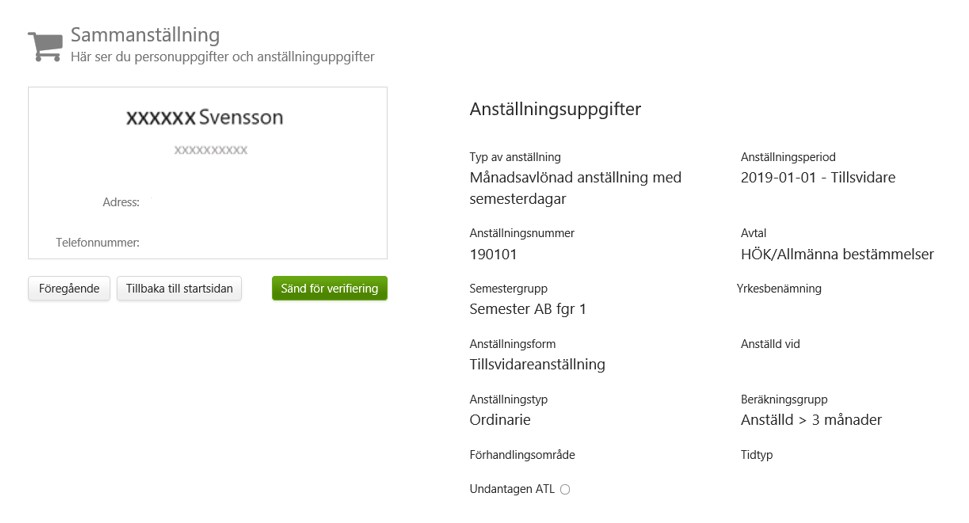 Sammanställning
Här ser du personuppgifter och anställninguppgifter
xxxxxx Svensson
xxxxxxxxxx
Adress:
Telefonnummer:
Föregående
Tillbaka till startsidan
Sänd för verifiering
Anställningsuppgifter
Typ av anställning
Månadsavlönad anställning med
semesterdagar
Anställningsperiod
2019-01-01 - Tillsvidare
Anställningsnummer
190101
Avtal
HÖK/Allmänna bestämmelser
Semestergrupp
Semester AB fgr 1
Yrkesbenämning
Anställningsform
Tillsvidareanställning
Anställd vid
Anställningstyp
Ordinarie
Beräkningsgrupp
Anställd > 3 månader
Förhandlingsområde
Tidtyp
Undantagen ATL